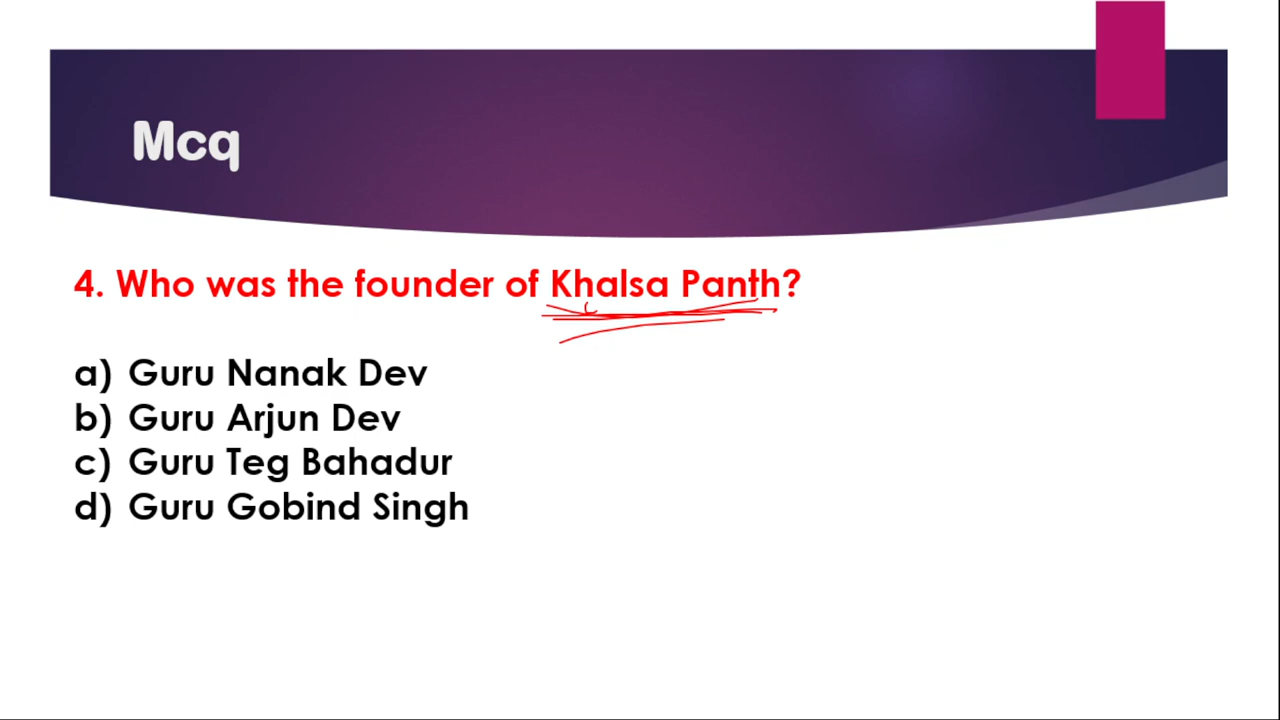 Mcq
4. Who was the founder of Khalsa Panth?
a) Guru Nanak Dev
b) Guru Arjun Dev
c) Guru Teg Bahadur
d) Guru Gobind Singh